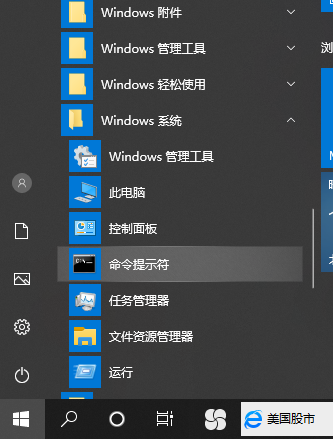 Windows 附件
Windows 管理工具
Windows 轻松使用
Windows 系统
Windows 管理工具
此电脑
控制面板
命令提示符
任务管理器
文件资源管理器
运行
美国股市